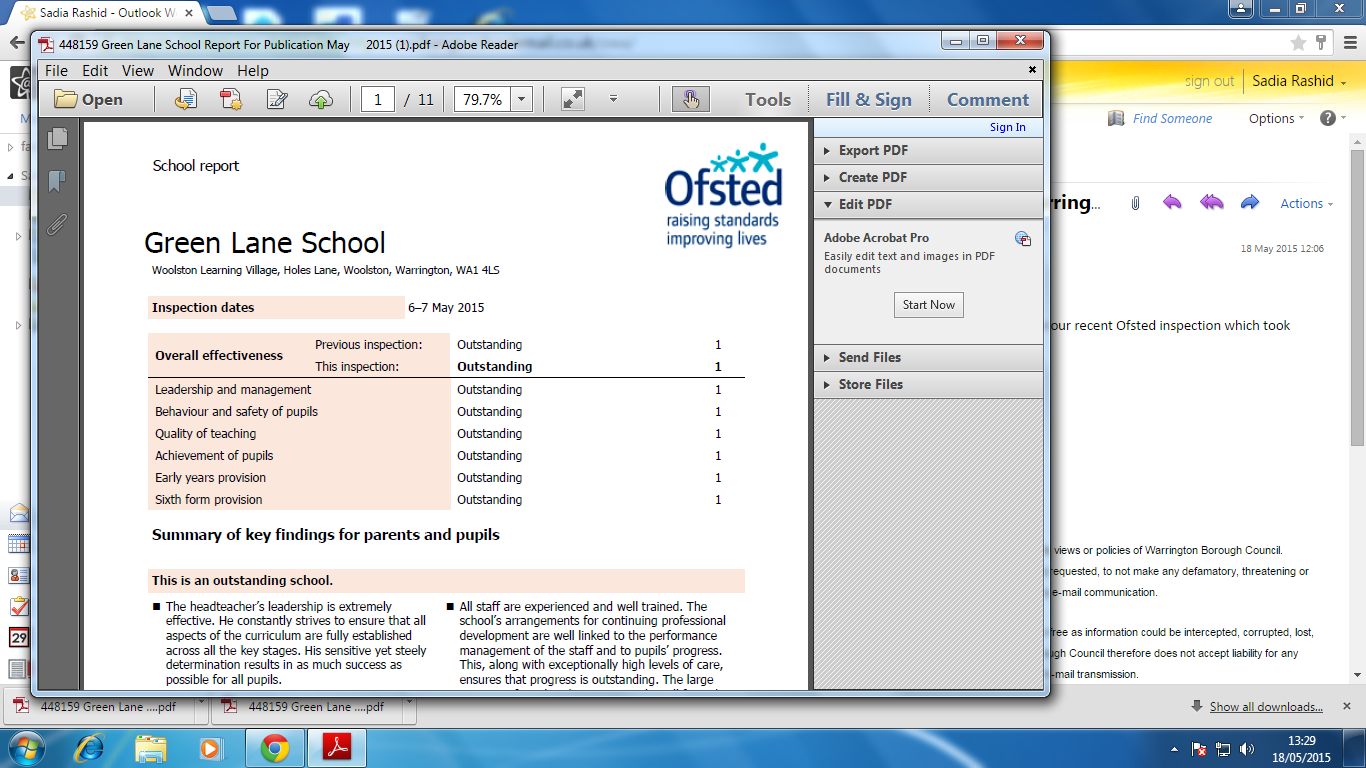 Sadia Rashid - Outlook W
448159 Green Lane School Report For Publication May 2015 (1).pdf - Adobe Reader
File Edit View Window Help
sign out Sadia Rashid
Open 1 / 11 79.7% Tools Fill & Sign Comment
Find Someone Options
Sign In
School report
Ofsted
raising standards
improving lives
Green Lane School
Woolston Learning Village, Holes Lane, Woolston, Warrington, WA1 4LS
Inspection dates 6–7 May 2015
Overall effectiveness
Previous inspection: Outstanding 1
This inspection: Outstanding 1
Leadership and management Outstanding 1
Behaviour and safety of pupils Outstanding 1
Quality of teaching Outstanding 1
Achievement of pupils Outstanding 1
Early years provision Outstanding 1
Sixth form provision Outstanding 1
Summary of key findings for parents and pupils
This is an outstanding school.
■ The headteacher's leadership is extremely
effective. He constantly strives to ensure that all
aspects of the curriculum are fully established
across all the key stages. His sensitive yet steely
determination results in as much success as
possible for all pupils.
■ All staff are experienced and well trained. The
school's arrangements for continuing professional
development are well linked to the performance
management of the staff and to pupils' progress.
This, along with exceptionally high levels of care,
ensures that progress is outstanding. The large
Export PDF
Create PDF
Edit PDF
Adobe Acrobat Pro
Easily edit text and images in PDF
documents
Start Now
Send Files
Store Files
rring... Actions
18 May 2015 12:06
our recent Ofsted inspection which took
views or policies of Warrington Borough Council.
requested, to not make any defamatory, threatening or
e-mail communication.
free as information could be intercepted, corrupted, lost,
ugh Council therefore does not accept liability for any
-mail transmission.
29
448159 Green Lane ....pdf 448159 Green Lane ....pdf Show all downloads...
13:29
18/05/2015